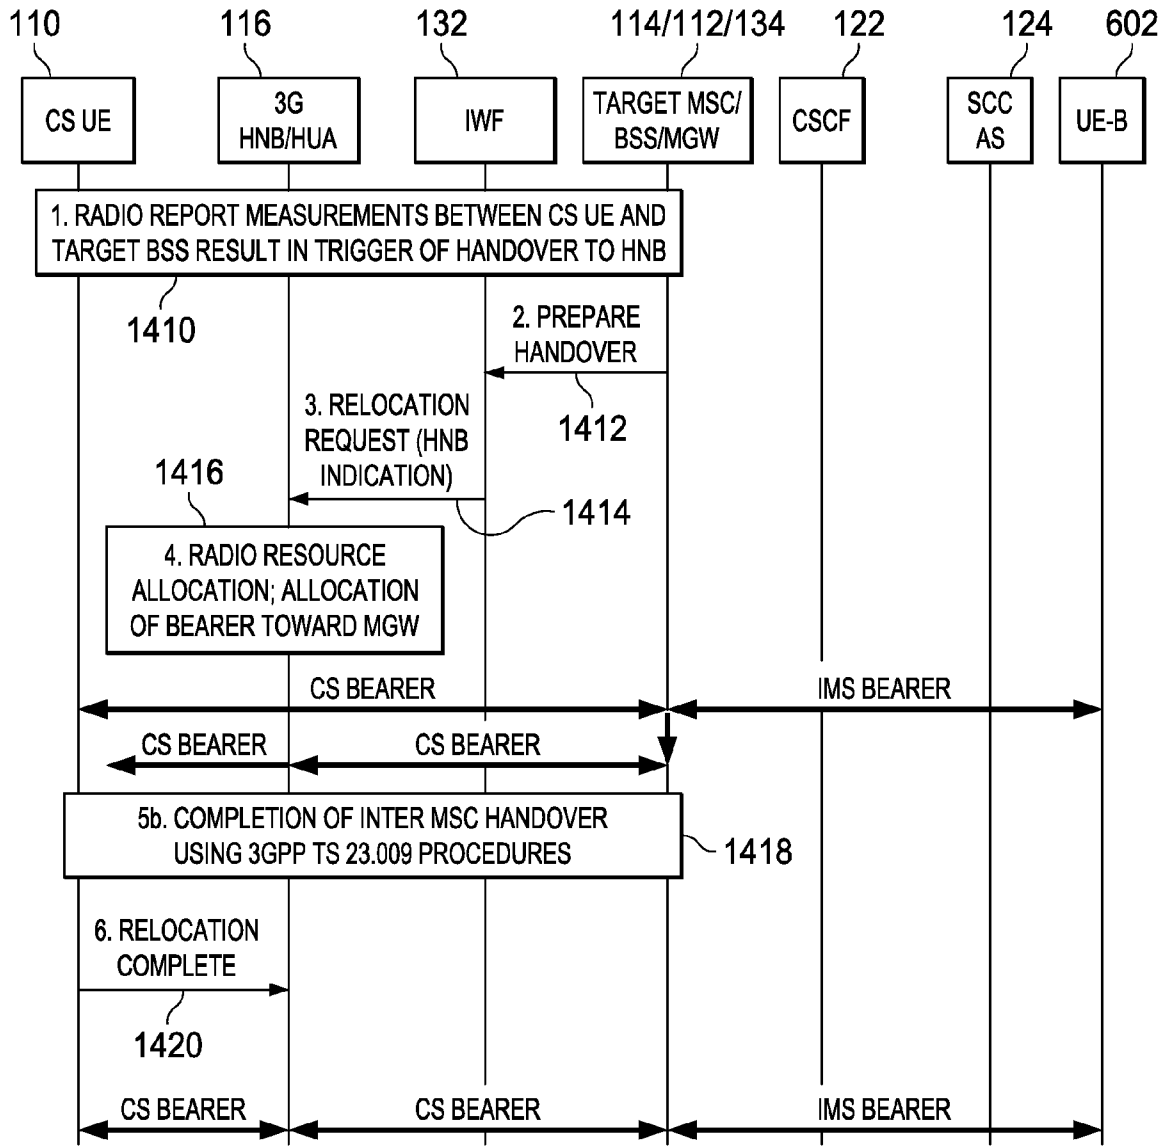 110 116 132 114/112/134 122 124 602
CS UE
3G
HNB/HUA
IWF
TARGET MSC/
BSS/MGW
CSCF
SCC
AS
UE-B
1. RADIO REPORT MEASUREMENTS BETWEEN CS UE AND
TARGET BSS RESULT IN TRIGGER OF HANDOVER TO HNB
1410
2. PREPARE
HANDOVER
1412
3. RELOCATION
REQUEST (HNB
INDICATION)
1414
1416
4. RADIO RESOURCE
ALLOCATION; ALLOCATION
OF BEARER TOWARD MGW
CS BEARER IMS BEARER
CS BEARER CS BEARER
5b. COMPLETION OF INTER MSC HANDOVER
USING 3GPP TS 23.009 PROCEDURES
1418
6. RELOCATION
COMPLETE
1420
CS BEARER CS BEARER IMS BEARER